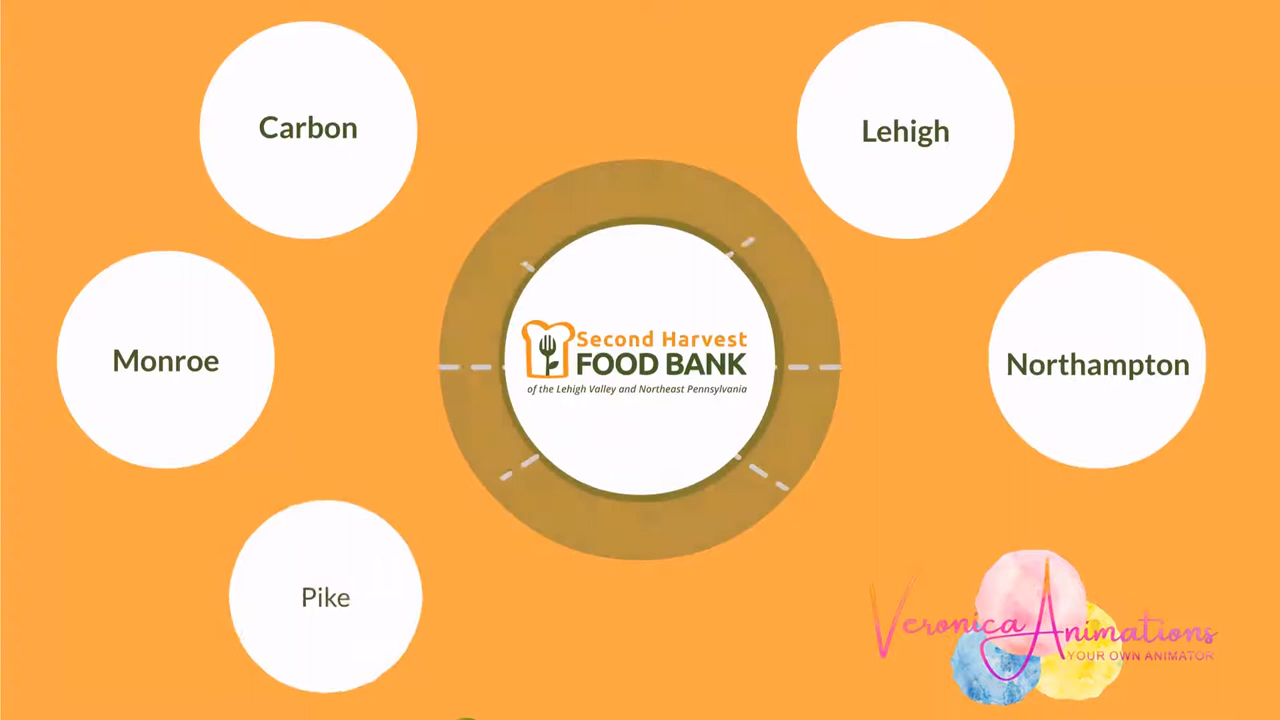 Carbon
Lehigh
Monroe
Second Harvest
FOOD BANK
of the Lehigh Valley and Northeast Pennsylvania
Northampton
Pike
Veronica Animations
YOUR OWN ANIMATOR